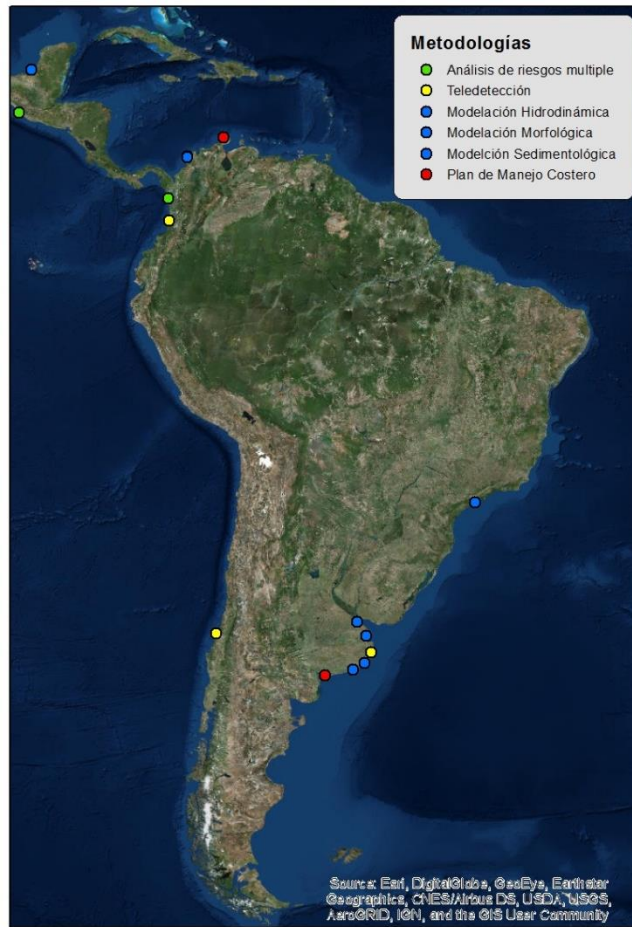 Metodologías
Análisis de riesgos multiple
Teledetección
Modelación Hidrodinámica
Modelación Morfológica
Modelción Sedimentológica
Plan de Manejo Costero
Source: Esri, DigitalGlobe, GeoEye, Earthstar
Geographics, CNES/Airbus DS, USDA, USGS,
AeroGRID, IGN, and the GIS User Community